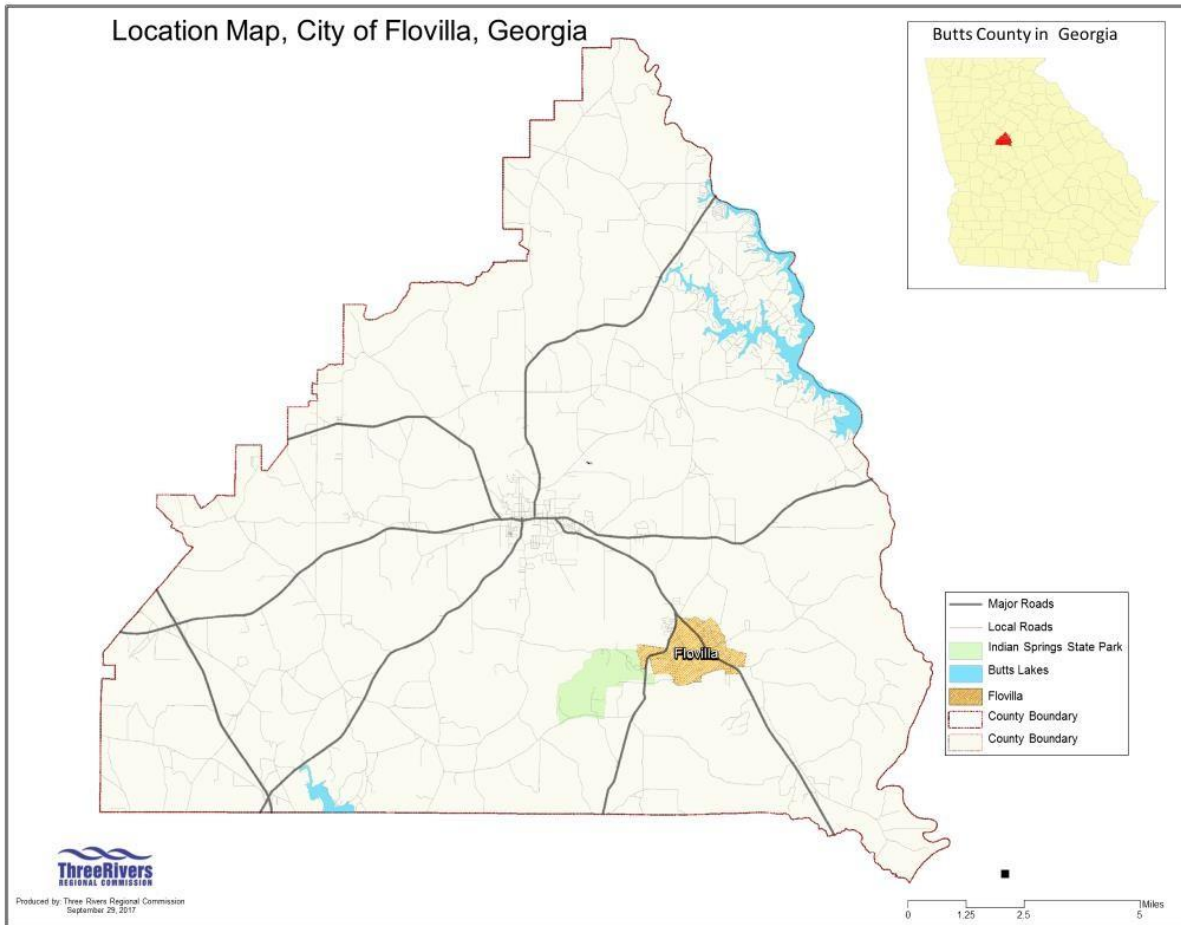 Location Map, City of Flovilla, Georgia
Butts County in Georgia
Flovilla
Major Roads
Local Roads
Indian Springs State Park
Butts Lakes
Flovilla
County Boundary
County Boundary
ThreeRivers
REGIONAL COMMISSION
Produced by: Three Rivers Regional Commission
September 29, 2017
Miles
0 1.25 2.5 5